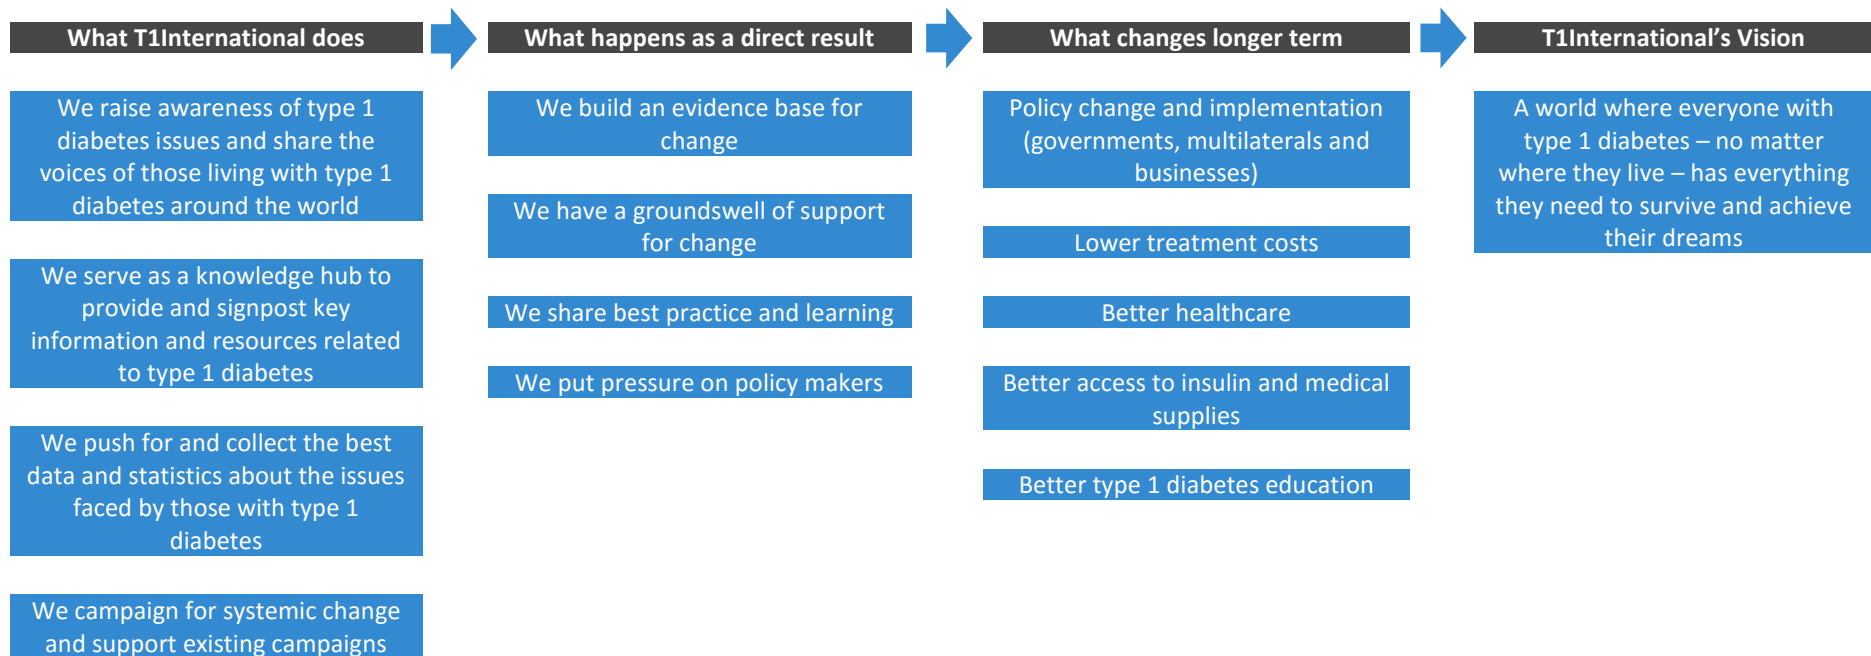 What T1International does
We raise awareness of type 1
diabetes issues and share the
voices of those living with type 1
diabetes around the world
We serve as a knowledge hub to
provide and signpost key
information and resources related
to type 1 diabetes
We push for and collect the best
data and statistics about the issues
faced by those with type 1
diabetes
We campaign for systemic change
and support existing campaigns
What happens as a direct result
We build an evidence base for
change
We have a groundswell of support
for change
We share best practice and learning
We put pressure on policy makers
What changes longer term
Policy change and implementation
(governments, multilaterals and
businesses)
Lower treatment costs
Better healthcare
Better access to insulin and medical
supplies
Better type 1 diabetes education
T1International’s Vision
A world where everyone with
type 1 diabetes – no matter
where they live – has everything
they need to survive and achieve
their dreams